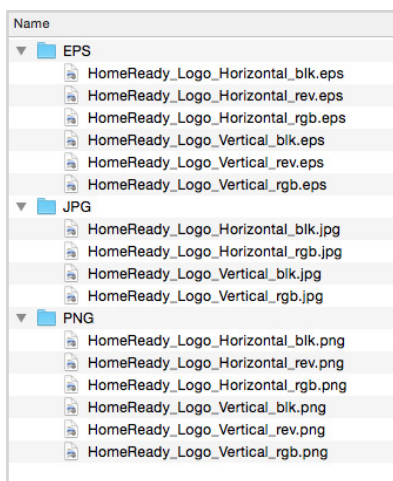 Name
EPS
HomeReady_Logo_Horizontal_blk.eps
HomeReady_Logo_Horizontal_rev.eps
HomeReady_Logo_Horizontal_rgb.eps
HomeReady_Logo_Vertical_blk.eps
HomeReady_Logo_Vertical_rev.eps
HomeReady_Logo_Vertical_rgb.eps
JPG
HomeReady_Logo_Horizontal_blk.jpg
HomeReady_Logo_Horizontal_rgb.jpg
HomeReady_Logo_Vertical_blk.jpg
HomeReady_Logo_Vertical_rgb.jpg
PNG
HomeReady_Logo_Horizontal_blk.png
HomeReady_Logo_Horizontal_rev.png
HomeReady_Logo_Horizontal_rgb.png
HomeReady_Logo_Vertical_blk.png
HomeReady_Logo_Vertical_rev.png
HomeReady_Logo_Vertical_rgb.png